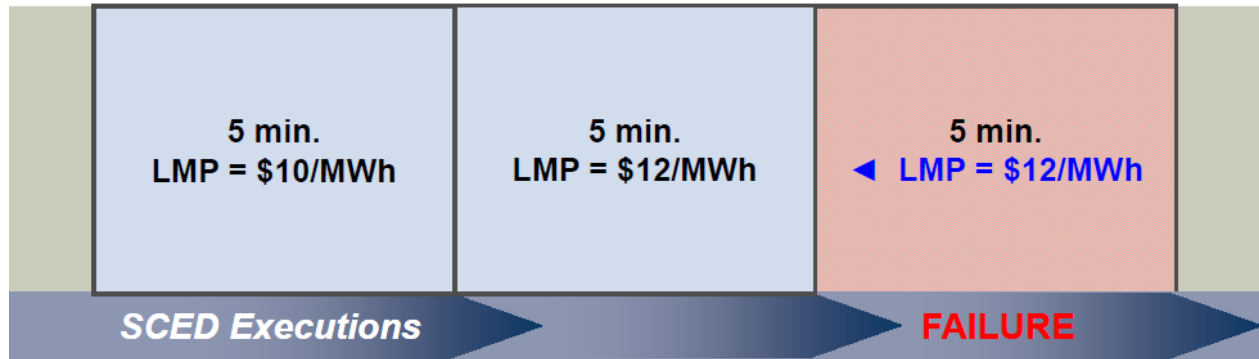 5 min.
LMP = $10/MWh
5 min.
LMP = $12/MWh
5 min.
◄ LMP = $12/MWh
SCED Executions
FAILURE